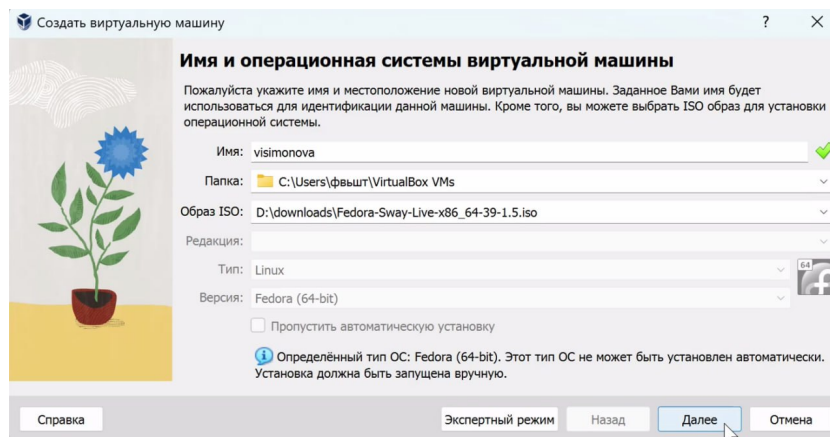 Создать виртуальную машину
Имя и операционная системы виртуальной машины
Пожалуйста укажите имя и местоположение новой виртуальной машины. Заданное Вами имя будет
использоваться для идентификации данной машины. Кроме того, вы можете выбрать ISO образ для установки
операционной системы.
Имя: visimonova
Папка: C:\Users\фвьшт\VirtualBox VMs
Образ ISO: D:\downloads\Fedora-Sway-Live-x86_64-39-1.5.iso
Редакция:
Тип: Linux
64
Версия: Fedora (64-bit)
Пропустить автоматическую установку
Определённый тип ОС: Fedora (64-bit). Этот тип ОС не может быть установлен автоматически.
Установка должна быть запущена вручную.
Справка Экспертный режим Назад Далее Отмена